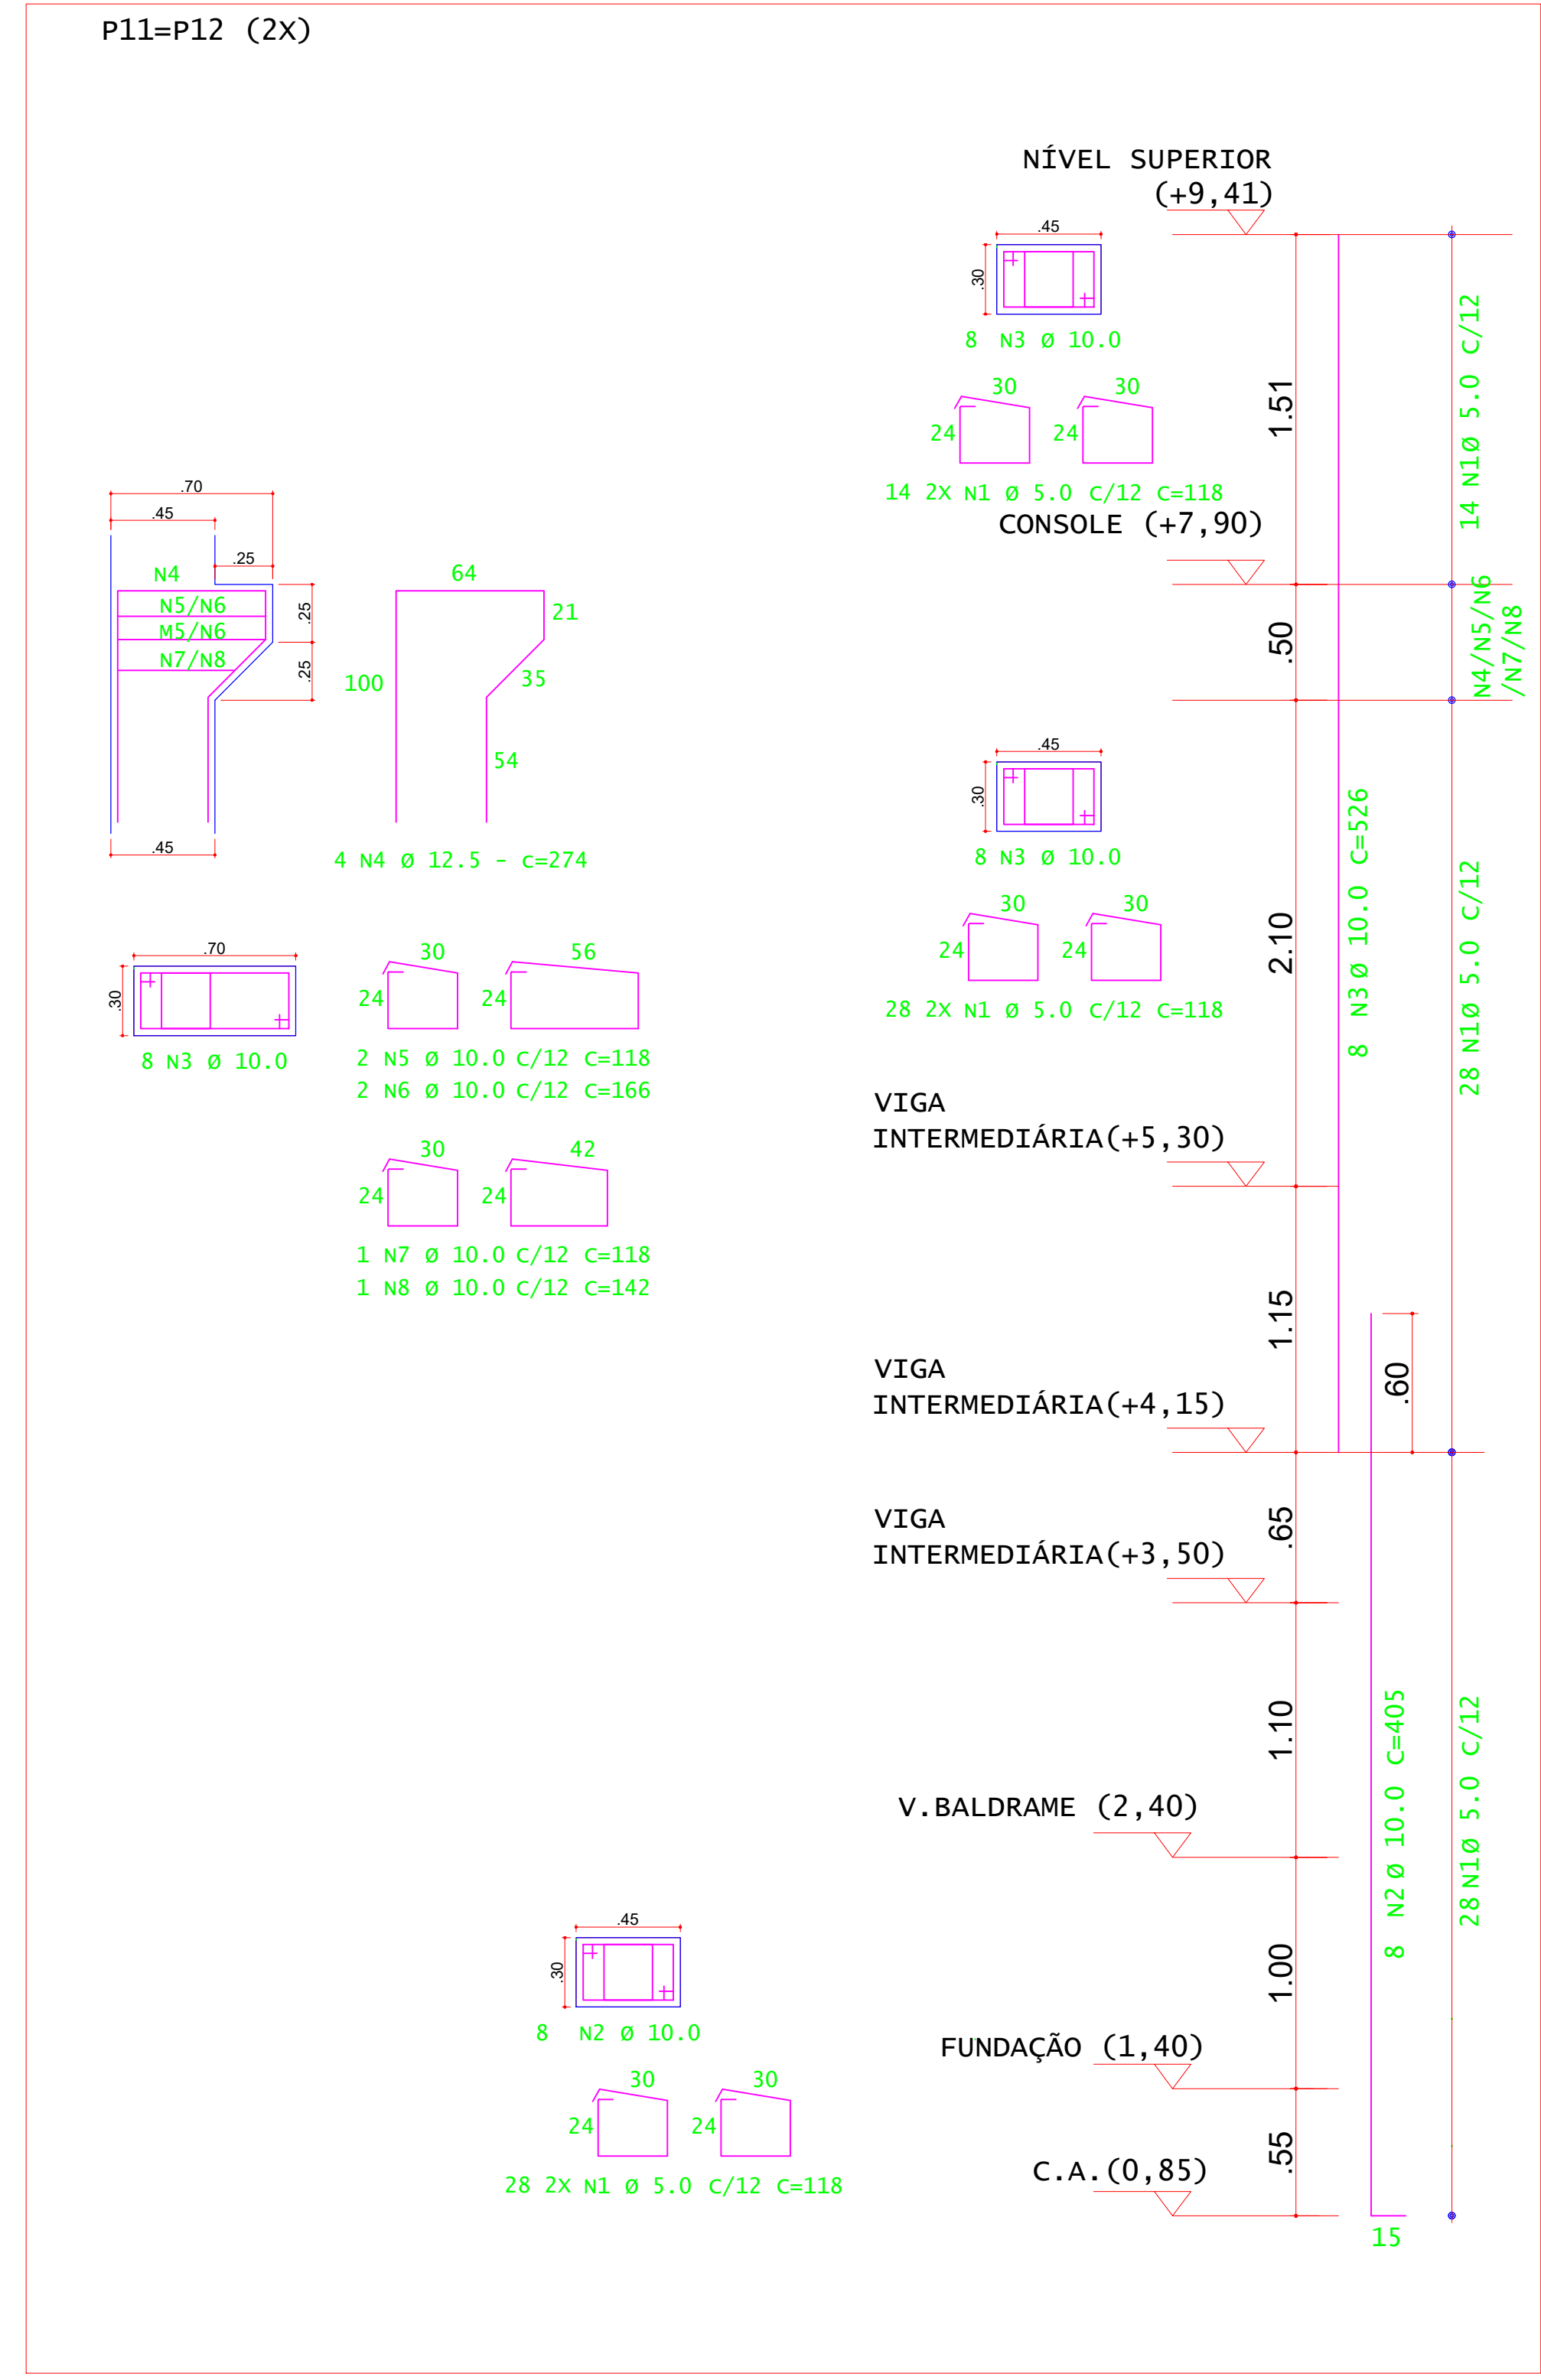 P11=P12 (2X)
NÍVEL SUPERIOR
(+9,41)
.45
.30
8 N3 Ø 10.0
30
30
24
24
14 2X N1 Ø 5.0 C/12 C=118
CONSOLE (+7,90)
1.51
14 N1Ø 5.0 C/12
.70
.45
.25
N4
N5/N6
M5/N6
N7/N8
.25
.25
.45
64
21
100
35
54
4 N4 Ø 12.5 - C=274
.50
N4/N5/N6
/N7/N8
.45
.30
8 N3 Ø 10.0
30
30
24
24
28 2X N1 Ø 5.0 C/12 C=118
2.10
8 N3Ø 10.0 C=526
28 N1Ø 5.0 C/12
.70
.30
8 N3 Ø 10.0
30
56
24
24
2 N5 Ø 10.0 C/12 C=118
2 N6 Ø 10.0 C/12 C=166
30
42
24
24
1 N7 Ø 10.0 C/12 C=118
1 N8 Ø 10.0 C/12 C=142
VIGA
INTERMEDIÁRIA(+5,30)
1.15
VIGA
INTERMEDIÁRIA(+4,15)
.60
VIGA
INTERMEDIÁRIA(+3,50)
.65
1.10
8 N2Ø 10.0 C=405
28N1Ø 5.0 C/12
V.BALDRAME (2,40)
1.00
.45
.30
8 N2 Ø 10.0
30
30
24
24
28 2X N1 Ø 5.0 C/12 C=118
FUNDAÇÃO (1,40)
.55
C.A.(0,85)
15